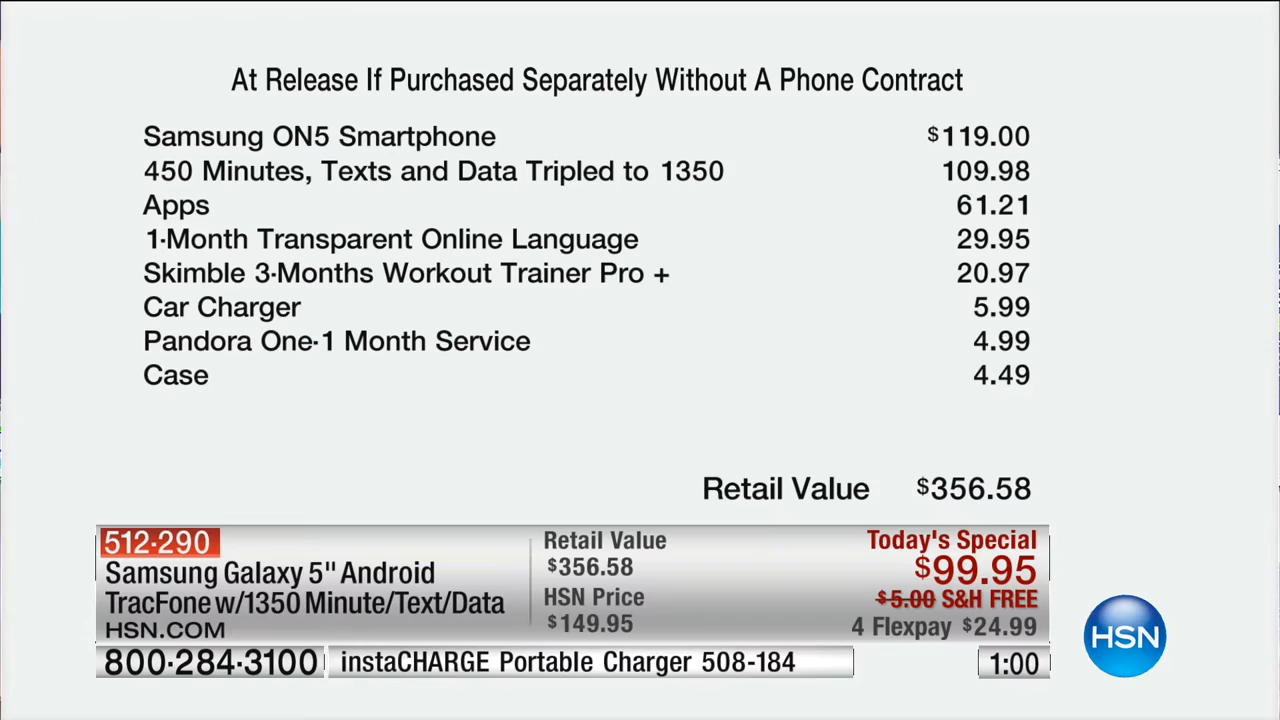 At Release If Purchased Separately Without A Phone Contract
Samsung ON5 Smartphone $119.00
450 Minutes, Texts and Data Tripled to 1350 109.98
Apps 61.21
1-Month Transparent Online Language 29.95
Skimble 3-Months Workout Trainer Pro + 20.97
Car Charger 5.99
Pandora One-1 Month Service 4.99
Case 4.49
Retail Value $356.58
512-290
Samsung Galaxy 5" Android
TracFone w/1350 Minute/Text/Data
HSN.COM
Retail Value
$356.58
HSN Price
$149.95
Today's Special
$99.95
$5.00 S&H FREE
4 Flexpay $24.99
HSN
800-284-3100 instaCHARGE Portable Charger 508-184 1:00